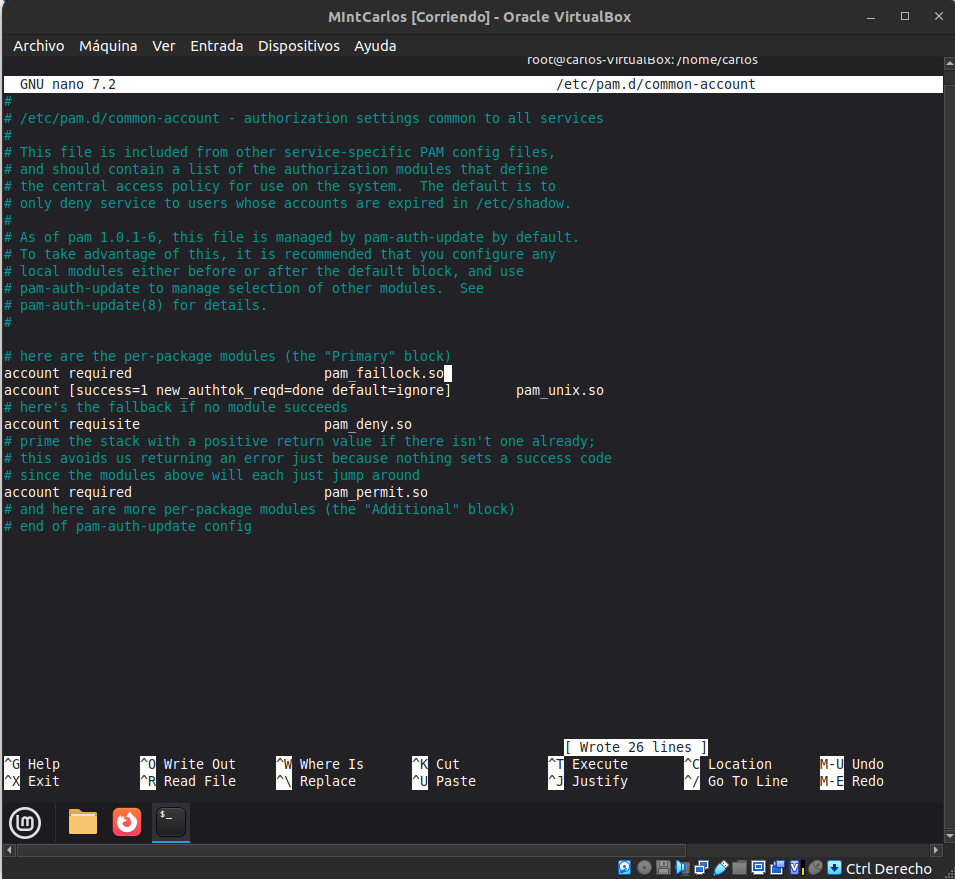 MIntCarlos [Corriendo] - Oracle VirtualBox
Archivo Máquina Ver Entrada Dispositivos Ayuda
root@carlos-VirtualBox: /home/carlos
GNU nano 7.2 /etc/pam.d/common-account
#
# /etc/pam.d/common-account - authorization settings common to all services
#
# This file is included from other service-specific PAM config files,
# and should contain a list of the authorization modules that define
# the central access policy for use on the system.  The default is to
# only deny service to users whose accounts are expired in /etc/shadow.
#
# As of pam 1.0.1-6, this file is managed by pam-auth-update by default.
# To take advantage of this, it is recommended that you configure any
# local modules either before or after the default block, and use
# pam-auth-update to manage selection of other modules.  See
# pam-auth-update(8) for details.
#
# here are the per-package modules (the "Primary" block)
account required                        pam_faillock.so
account [success=1 new_authtok_reqd=done default=ignore]        pam_unix.so
# here's the fallback if no module succeeds
account requisite                       pam_deny.so
# prime the stack with a positive return value if there isn't one already;
# this avoids us returning an error just because nothing sets a success code
# since the modules above will each just jump around
account required                        pam_permit.so
# and here are more per-package modules (the "Additional" block)
# end of pam-auth-update config
[ Wrote 26 lines ]
^G Help ^O Write Out ^W Where Is ^K Cut ^T Execute ^C Location M-U Undo
^X Exit ^R Read File ^\ Replace ^U Paste ^J Justify ^/ Go To Line M-E Redo
Ctrl Derecho